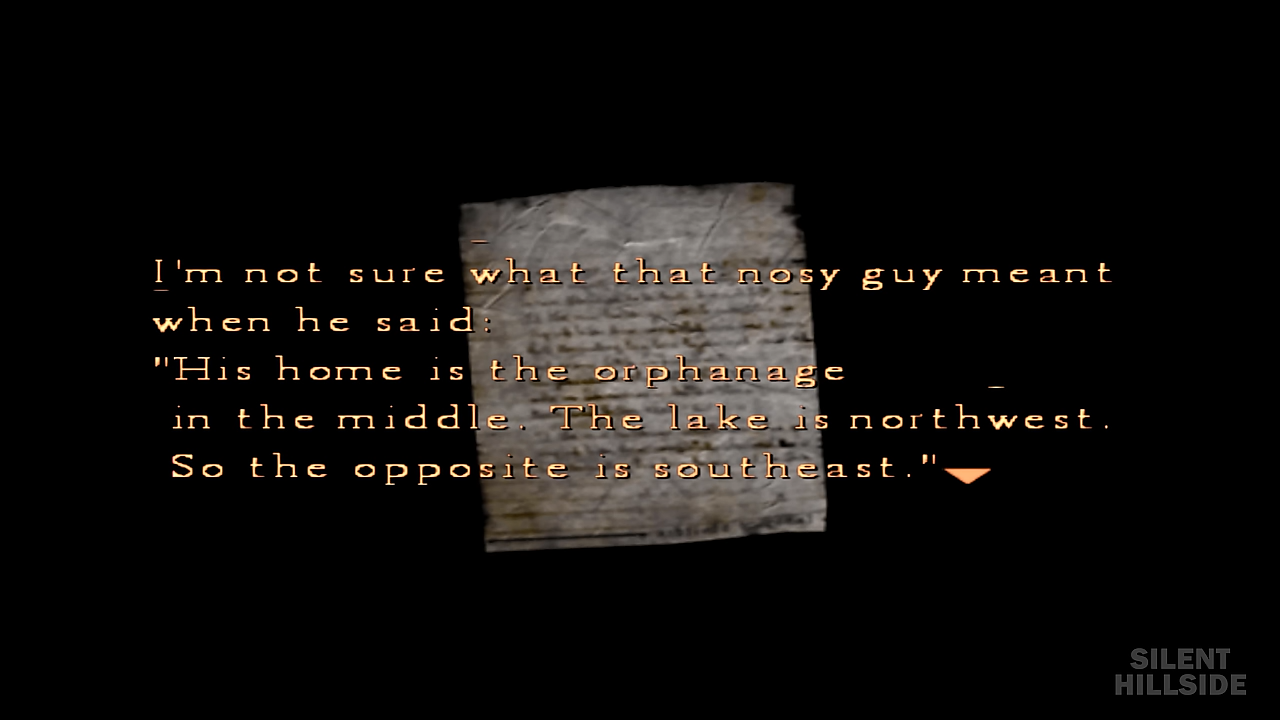 I'm not sure what that nosy guy meant
when he said:
"His home is the orphanage
in the middle. The lake is northwest.
So the opposite is southeast."
SILENT
HILLSIDE